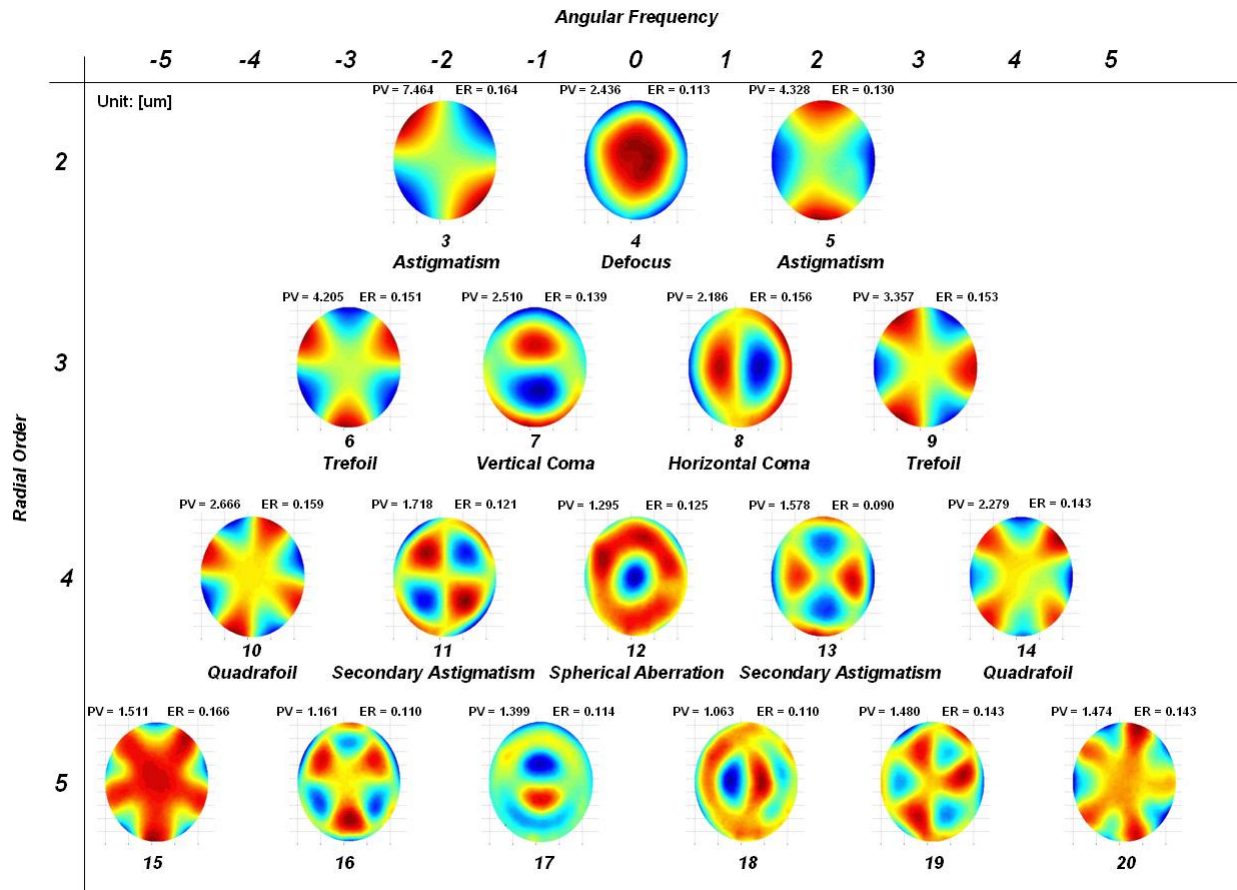 Angular Frequency
-5 -4 -3 -2 -1 0 1 2 3 4 5
Unit: [um]
PV = 7.464 ER = 0.164 PV = 2.436 ER = 0.113 PV = 4.328 ER = 0.130
2
3 4 5
Astigmatism Defocus Astigmatism
PV = 4.205 ER = 0.151 PV = 2.510 ER = 0.139 PV = 2.186 ER = 0.156 PV = 3.357 ER = 0.153
3
6 7 8 9
Trefoil Vertical Coma Horizontal Coma Trefoil
Radial Order
PV = 2.666 ER = 0.159 PV = 1.718 ER = 0.121 PV = 1.295 ER = 0.125 PV = 1.578 ER = 0.090 PV = 2.279 ER = 0.143
4
10 11 12 13 14
Quadrafoil Secondary Astigmatism Spherical Aberration Secondary Astigmatism Quadrafoil
PV = 1.511 ER = 0.166 PV = 1.161 ER = 0.110 PV = 1.399 ER = 0.114 PV = 1.063 ER = 0.110 PV = 1.480 ER = 0.143 PV = 1.474 ER = 0.143
5
15 16 17 18 19 20